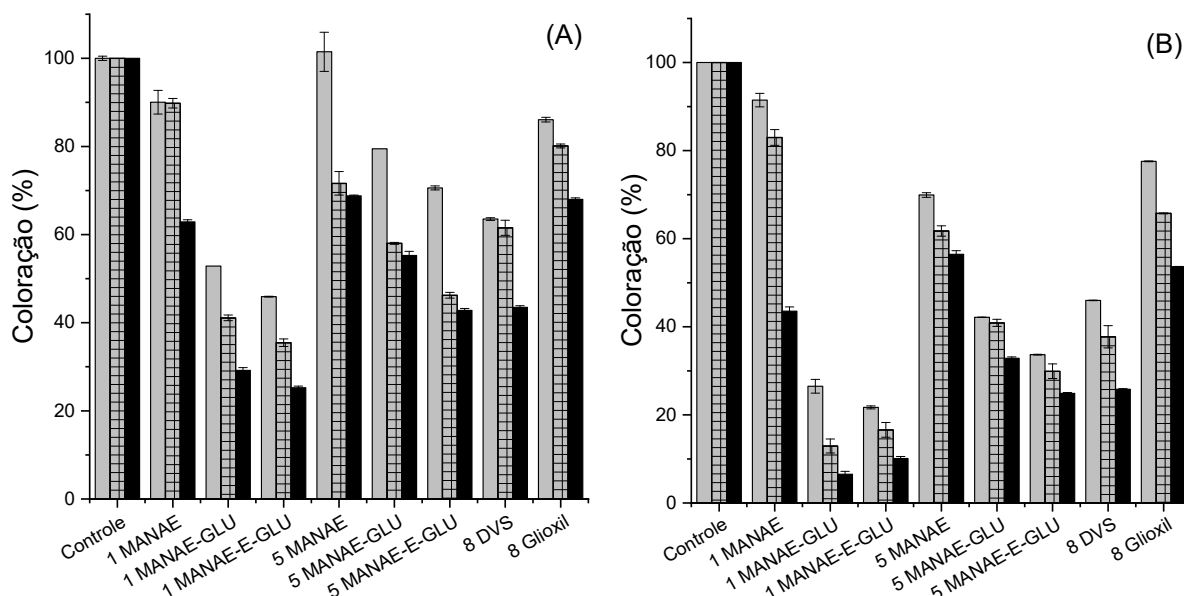 (A)
Coloração (%)
100
80
60
40
20
0
Controle
1 MANAE
1 MANAE-GLU
1 MANAE-E-GLU
5 MANAE
5 MANAE-GLU
5 MANAE-E-GLU
8 DVS
8 Glioxil
(B)
Coloração (%)
100
80
60
40
20
0
Controle
1 MANAE
1 MANAE-GLU
1 MANAE-E-GLU
5 MANAE
5 MANAE-GLU
5 MANAE-E-GLU
8 DVS
8 Glioxil